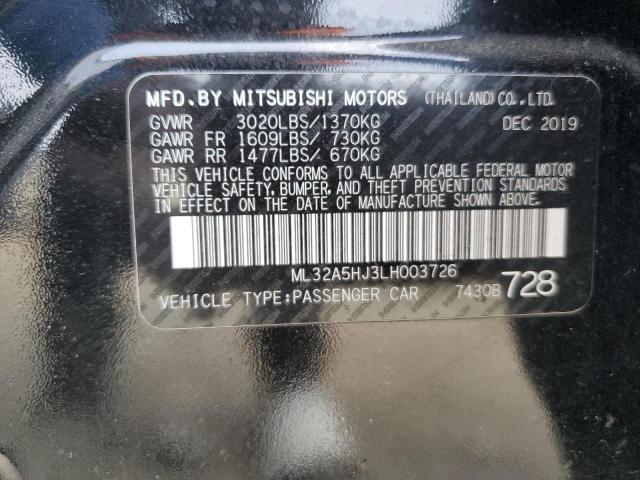 MFD.BY MITSUBISHI MOTORS (THAILAND)CO.,LTD.
GVWR 3020LBS/1370KG DEC 2019
GAWR FR 1609LBS/ 730KG
GAWR RR 1477LBS/ 670KG
THIS VEHICLE CONFORMS TO ALL APPLICABLE FEDERAL MOTOR
VEHICLE SAFETY, BUMPER, AND THEFT PREVENTION STANDARDS
IN EFFECT ON THE DATE OF MANUFACTURE SHOWN ABOVE.
ML32A5HJ3LH003726
VEHICLE TYPE:PASSENGER CAR 7430B 728